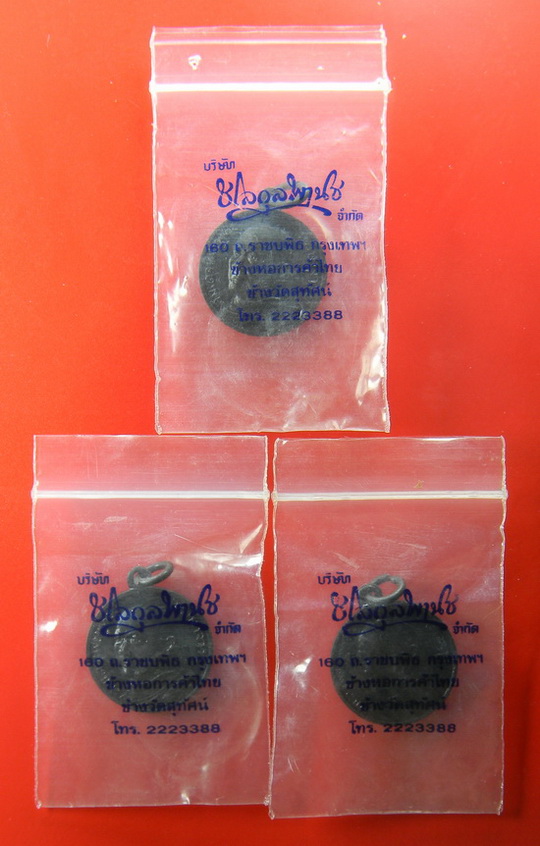 บริษัท
จำกัด
160 ถ.ราชบพิธ กรุงเทพฯ
ข้างหอการค้าไทย
ข้างวัดสุทัศน์
โทร. 2223388
บริษัท
จำกัด
160 ถ.ราชบพิธ กรุงเทพฯ
ข้างหอการค้าไทย
ข้างวัดสุทัศน์
โทร. 2223388
บริษัท
จำกัด
160 ถ.ราชบพิธ กรุงเทพฯ
ข้างหอการค้าไทย
ข้างวัดสุทัศน์
โทร. 2223388